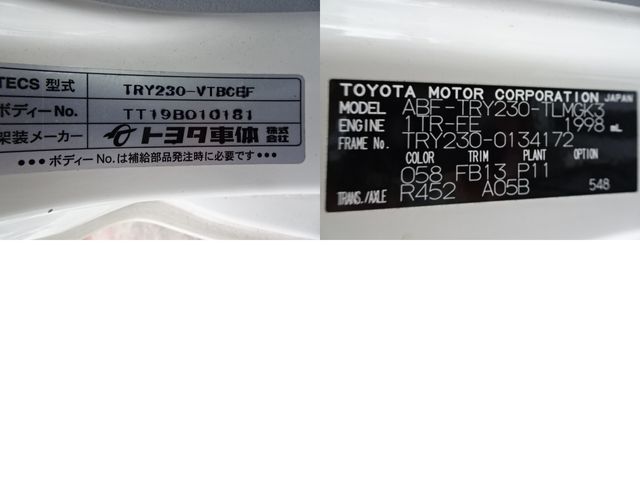 TECS 型式 TRY230-VTBCEF
ボディーNo. TT19B010181
架装メーカー トヨタ車体 株式会社
●●● ボディーNo.は補給部品発注時に必要です ●●●
TOYOTA MOTOR CORPORATION JAPAN
MODEL ABF-TRY230-TLMGK3
ENGINE 1TR-FE 1998 mL
FRAME No. TRY230-0134172
COLOR TRIM PLANT OPTION
058 FB13 P11
TRANS./AXLE R452 A05B 548